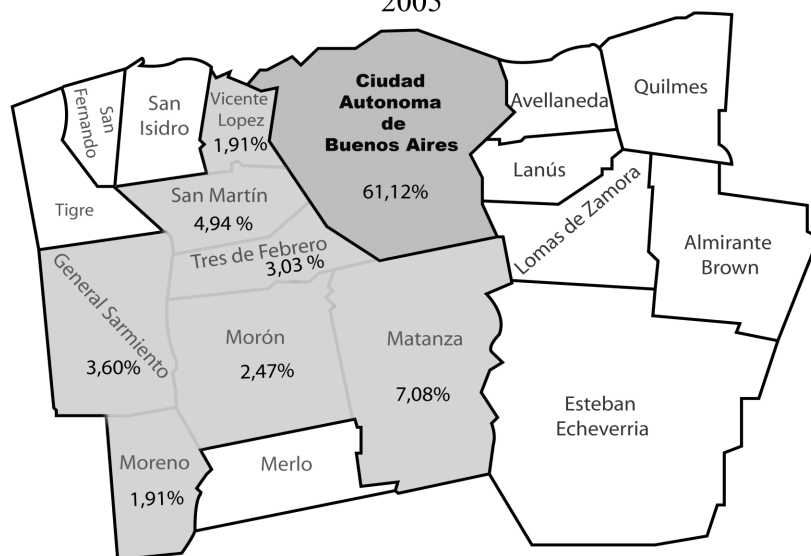 2005
San
Fernando
San
Isidro
Vicente
Lopez
1,91%
Ciudad
Autonoma
de
Buenos Aires
61,12%
Avellaneda
Quilmes
Lanús
Tigre
San Martín
4,94 %
Tres de Febrero
3,03 %
Lomas de Zamora
Almirante
Brown
General Sarmiento
3,60%
Morón
2,47%
Matanza
7,08%
Esteban
Echeverria
Moreno
1,91%
Merlo